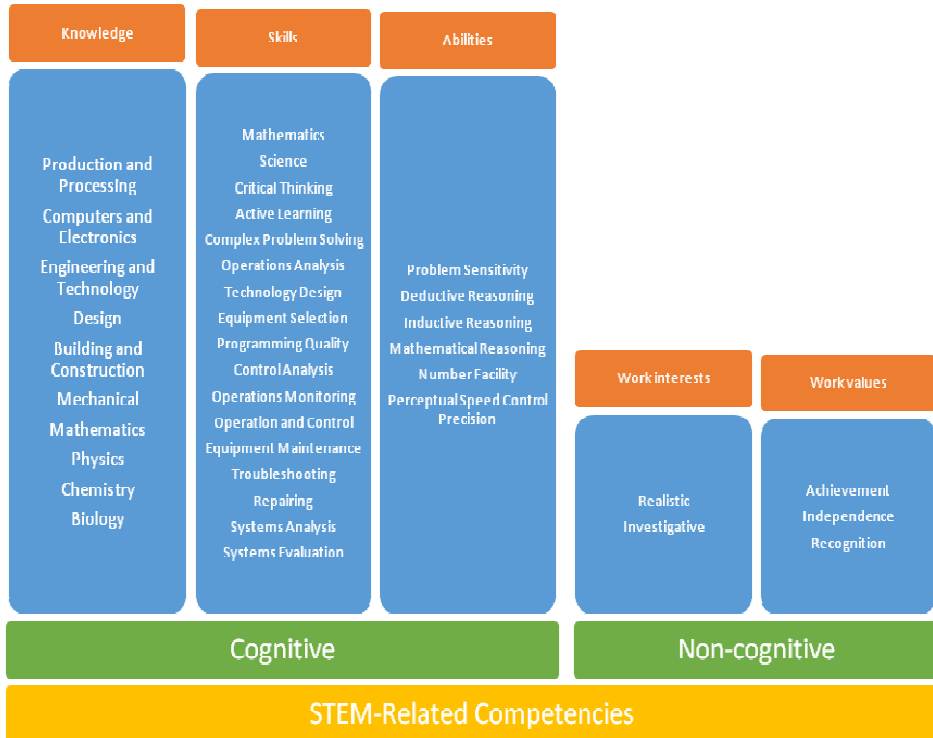 Knowledge
Production and
Processing
Computers and
Electronics
Engineering and
Technology
Design
Building and
Construction
Mechanical
Mathematics
Physics
Chemistry
Biology
Skills
Mathematics
Science
Critical Thinking
Active Learning
Complex Problem Solving
Operations Analysis
Technology Design
Equipment Selection
Programming Quality
Control Analysis
Operations Monitoring
Operation and Control
Equipment Maintenance
Troubleshooting
Repairing
Systems Analysis
Systems Evaluation
Abilities
Problem Sensitivity
Deductive Reasoning
Inductive Reasoning
Mathematical Reasoning
Number Facility
Perceptual Speed Control
Precision
Work interests
Realistic
Investigative
Work values
Achievement
Independence
Recognition
Cognitive
Non-cognitive
STEM-Related Competencies